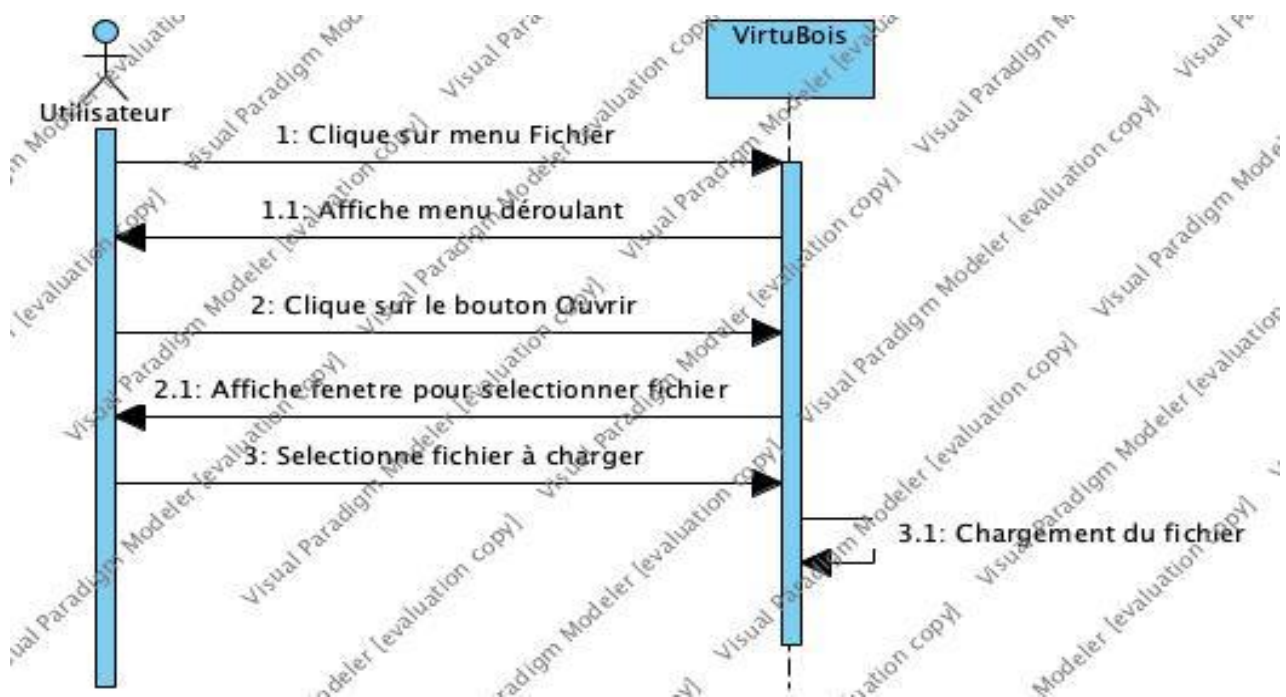 VirtuBois
Utilisateur
1: Clique sur menu Fichier
1.1: Affiche menu déroulant
2: Clique sur le bouton Ouvrir
2.1: Affiche fenetre pour selectionner fichier
3: Selectionne fichier à charger
3.1: Chargement du fichier
Visual Paradigm Modeler [evaluation copy]